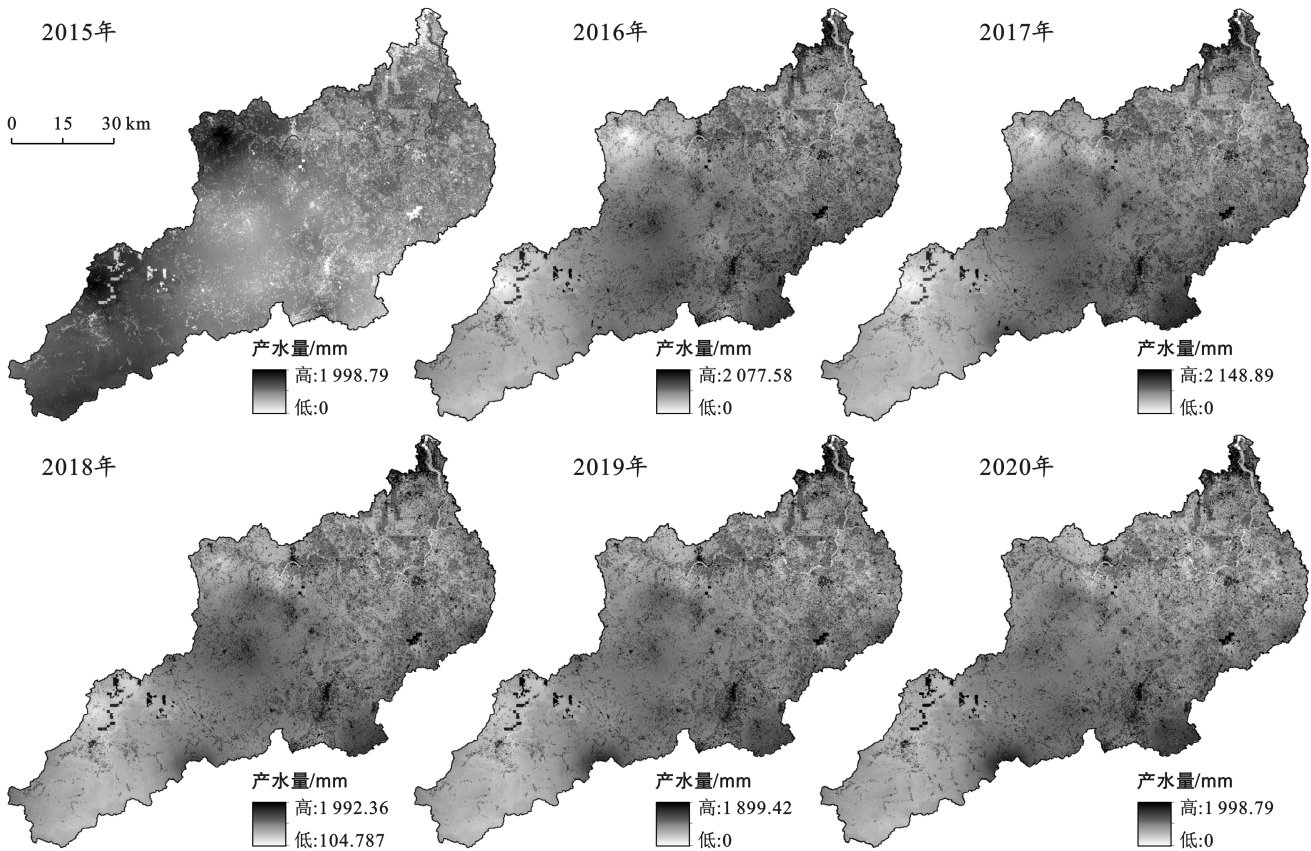 2015年
2016年
2017年
0 15 30 km
产水量/mm
高:1 998.79
低:0
产水量/mm
高:2 077.58
低:0
产水量/mm
高:2 148.89
低:0
2018年
2019年
2020年
产水量/mm
高:1 992.36
低:104.787
产水量/mm
高:1 899.42
低:0
产水量/mm
高:1 998.79
低:0